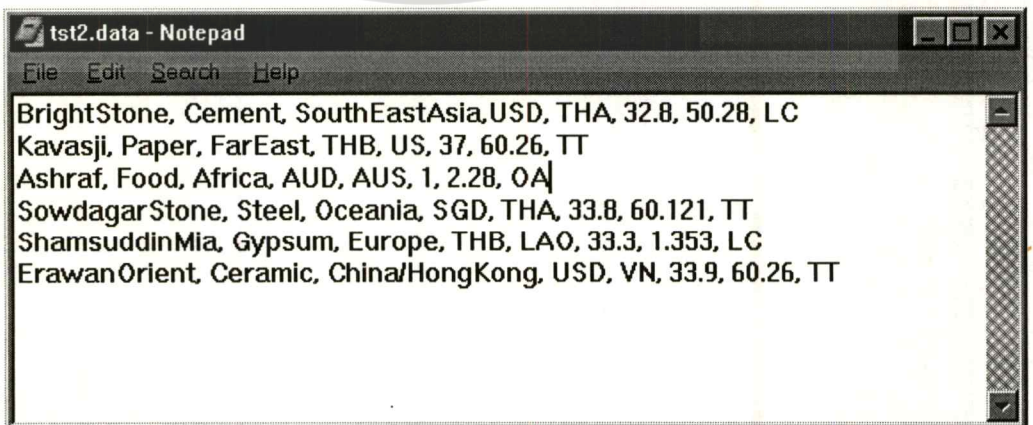 tst2.data - Notepad
File Edit Search Help
BrightStone, Cement, SouthEastAsia,USD, THA, 32.8, 50.28, LC
Kavasji, Paper, FarEast, THB, US, 37, 60.26, TT
Ashraf, Food, Africa, AUD, AUS, 1, 2.28, OA
SowdagarStone, Steel, Oceania, SGD, THA, 33.8, 60.121, TT
ShamsuddinMia, Gypsum, Europe, THB, LAO, 33.3, 1.353, LC
ErawanOrient, Ceramic, China/HongKong, USD, VN, 33.9, 60.26, TT